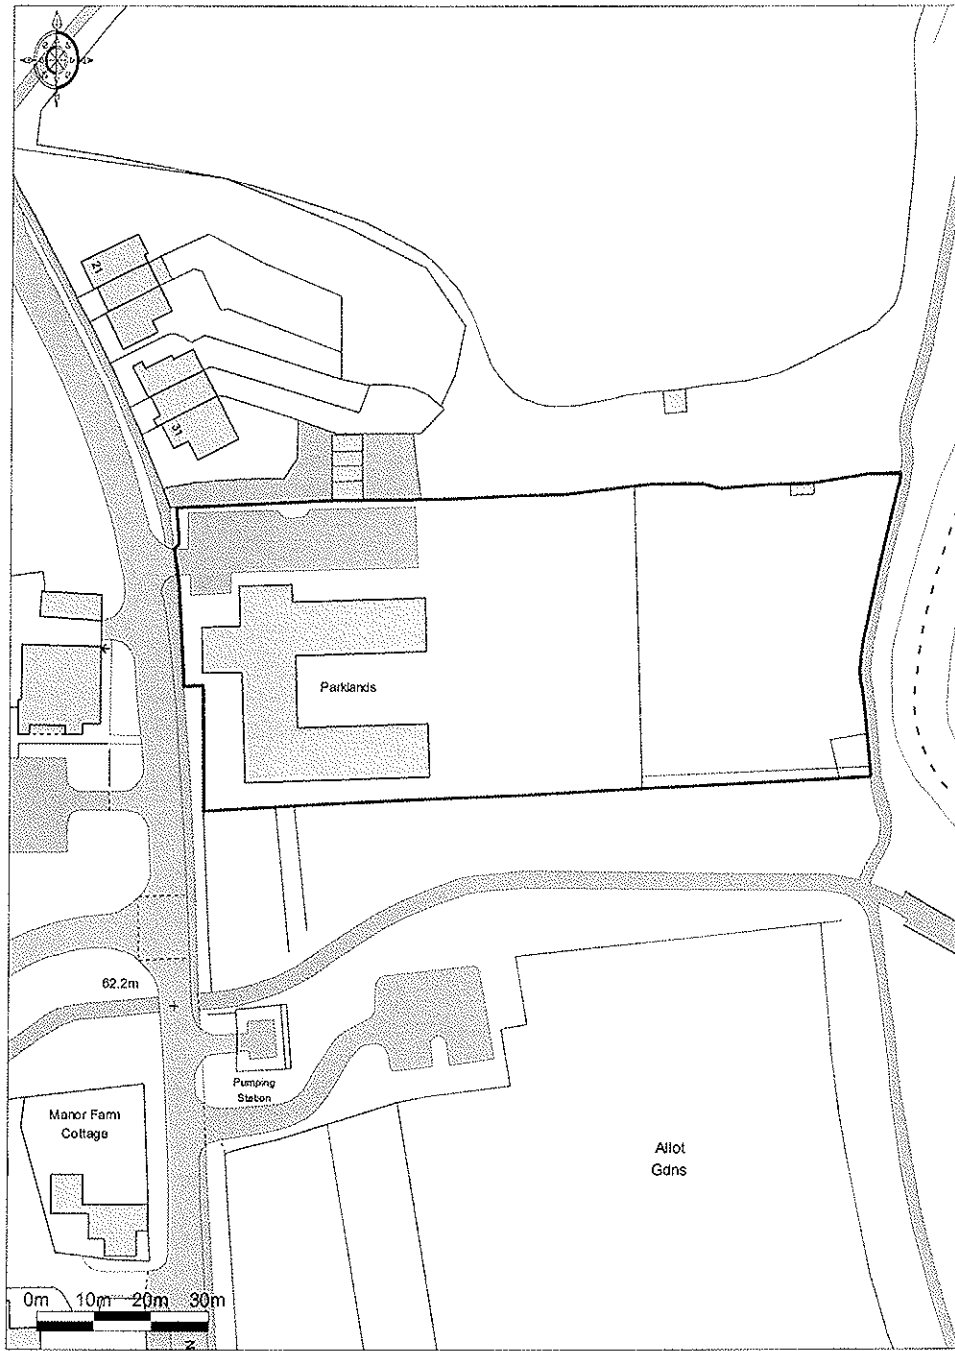 21
31
Parklands
62.2m
Pumping
Station
Manor Farm
Cottage
Allot
Gdns
0m 10m 20m 30m